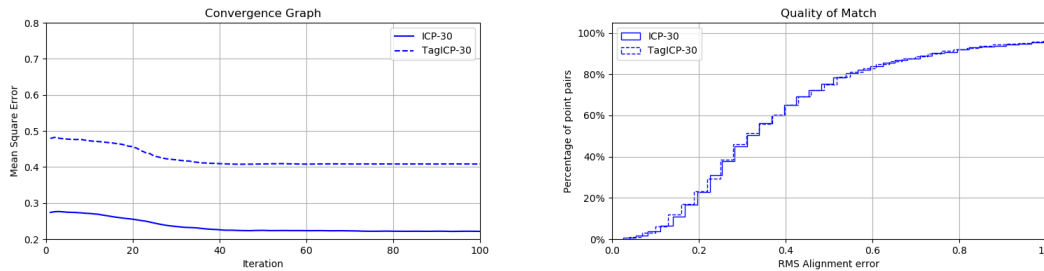 Convergence Graph
0.8
0.7
0.6
0.5
0.4
0.3
0.2
0
20
40
60
80
100
Mean Square Error
Iteration
ICP-30
TagICP-30
Quality of Match
100%
80%
60%
40%
20%
0%
0.0
0.2
0.4
0.6
0.8
Percentage of point pairs
RMS Alignment error
ICP-30
TagICP-30